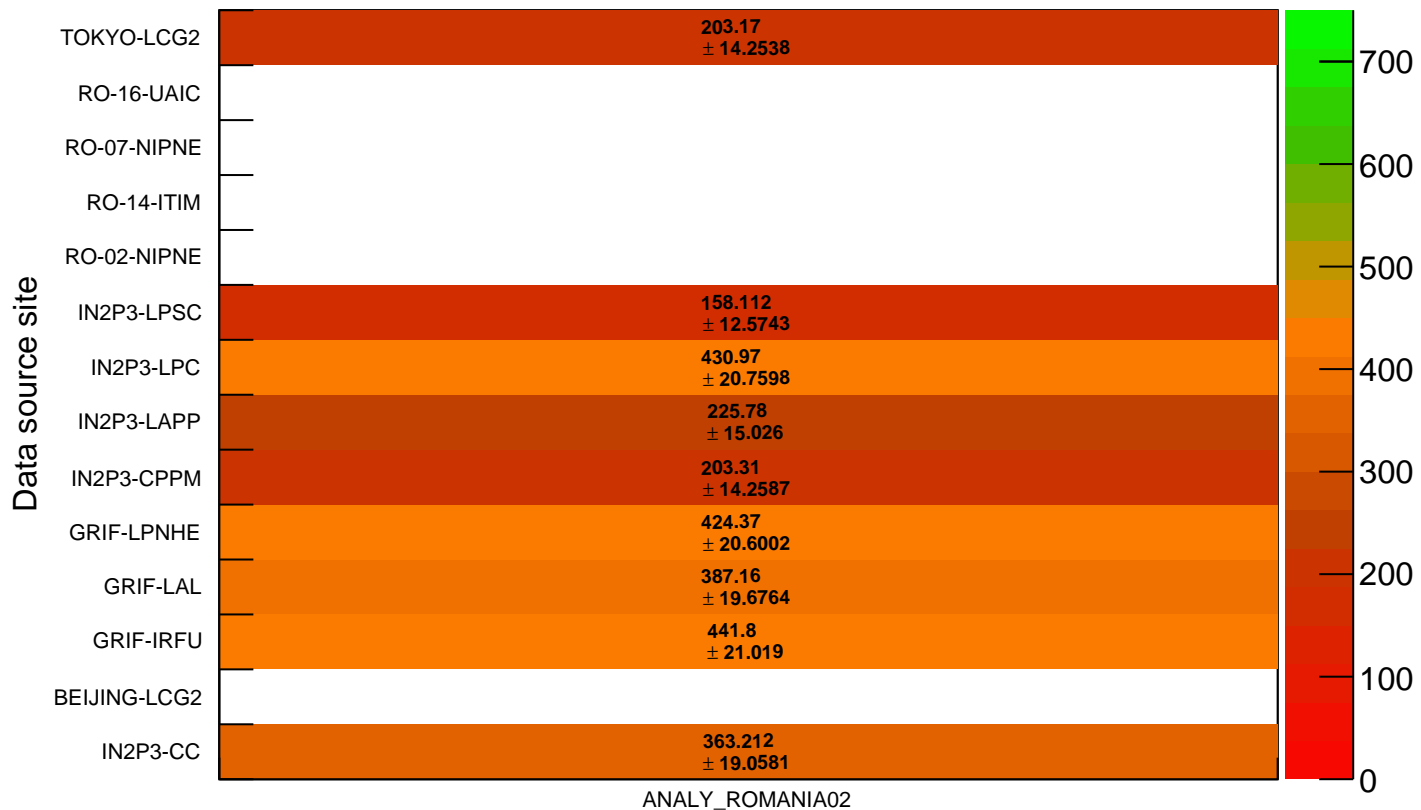 TOKYO-LCG2
203.17
± 14.2538
RO-16-UAIC
RO-07-NIPNE
RO-14-ITIM
RO-02-NIPNE
IN2P3-LPSC
158.112
± 12.5743
IN2P3-LPC
430.97
± 20.7598
IN2P3-LAPP
225.78
± 15.026
IN2P3-CPPM
203.31
± 14.2587
GRIF-LPNHE
424.37
± 20.6002
GRIF-LAL
387.16
± 19.6764
GRIF-IRFU
441.8
± 21.019
BEIJING-LCG2
IN2P3-CC
363.212
± 19.0581
Data source site
ANALY_ROMANIA02
700
600
500
400
300
200
100
0